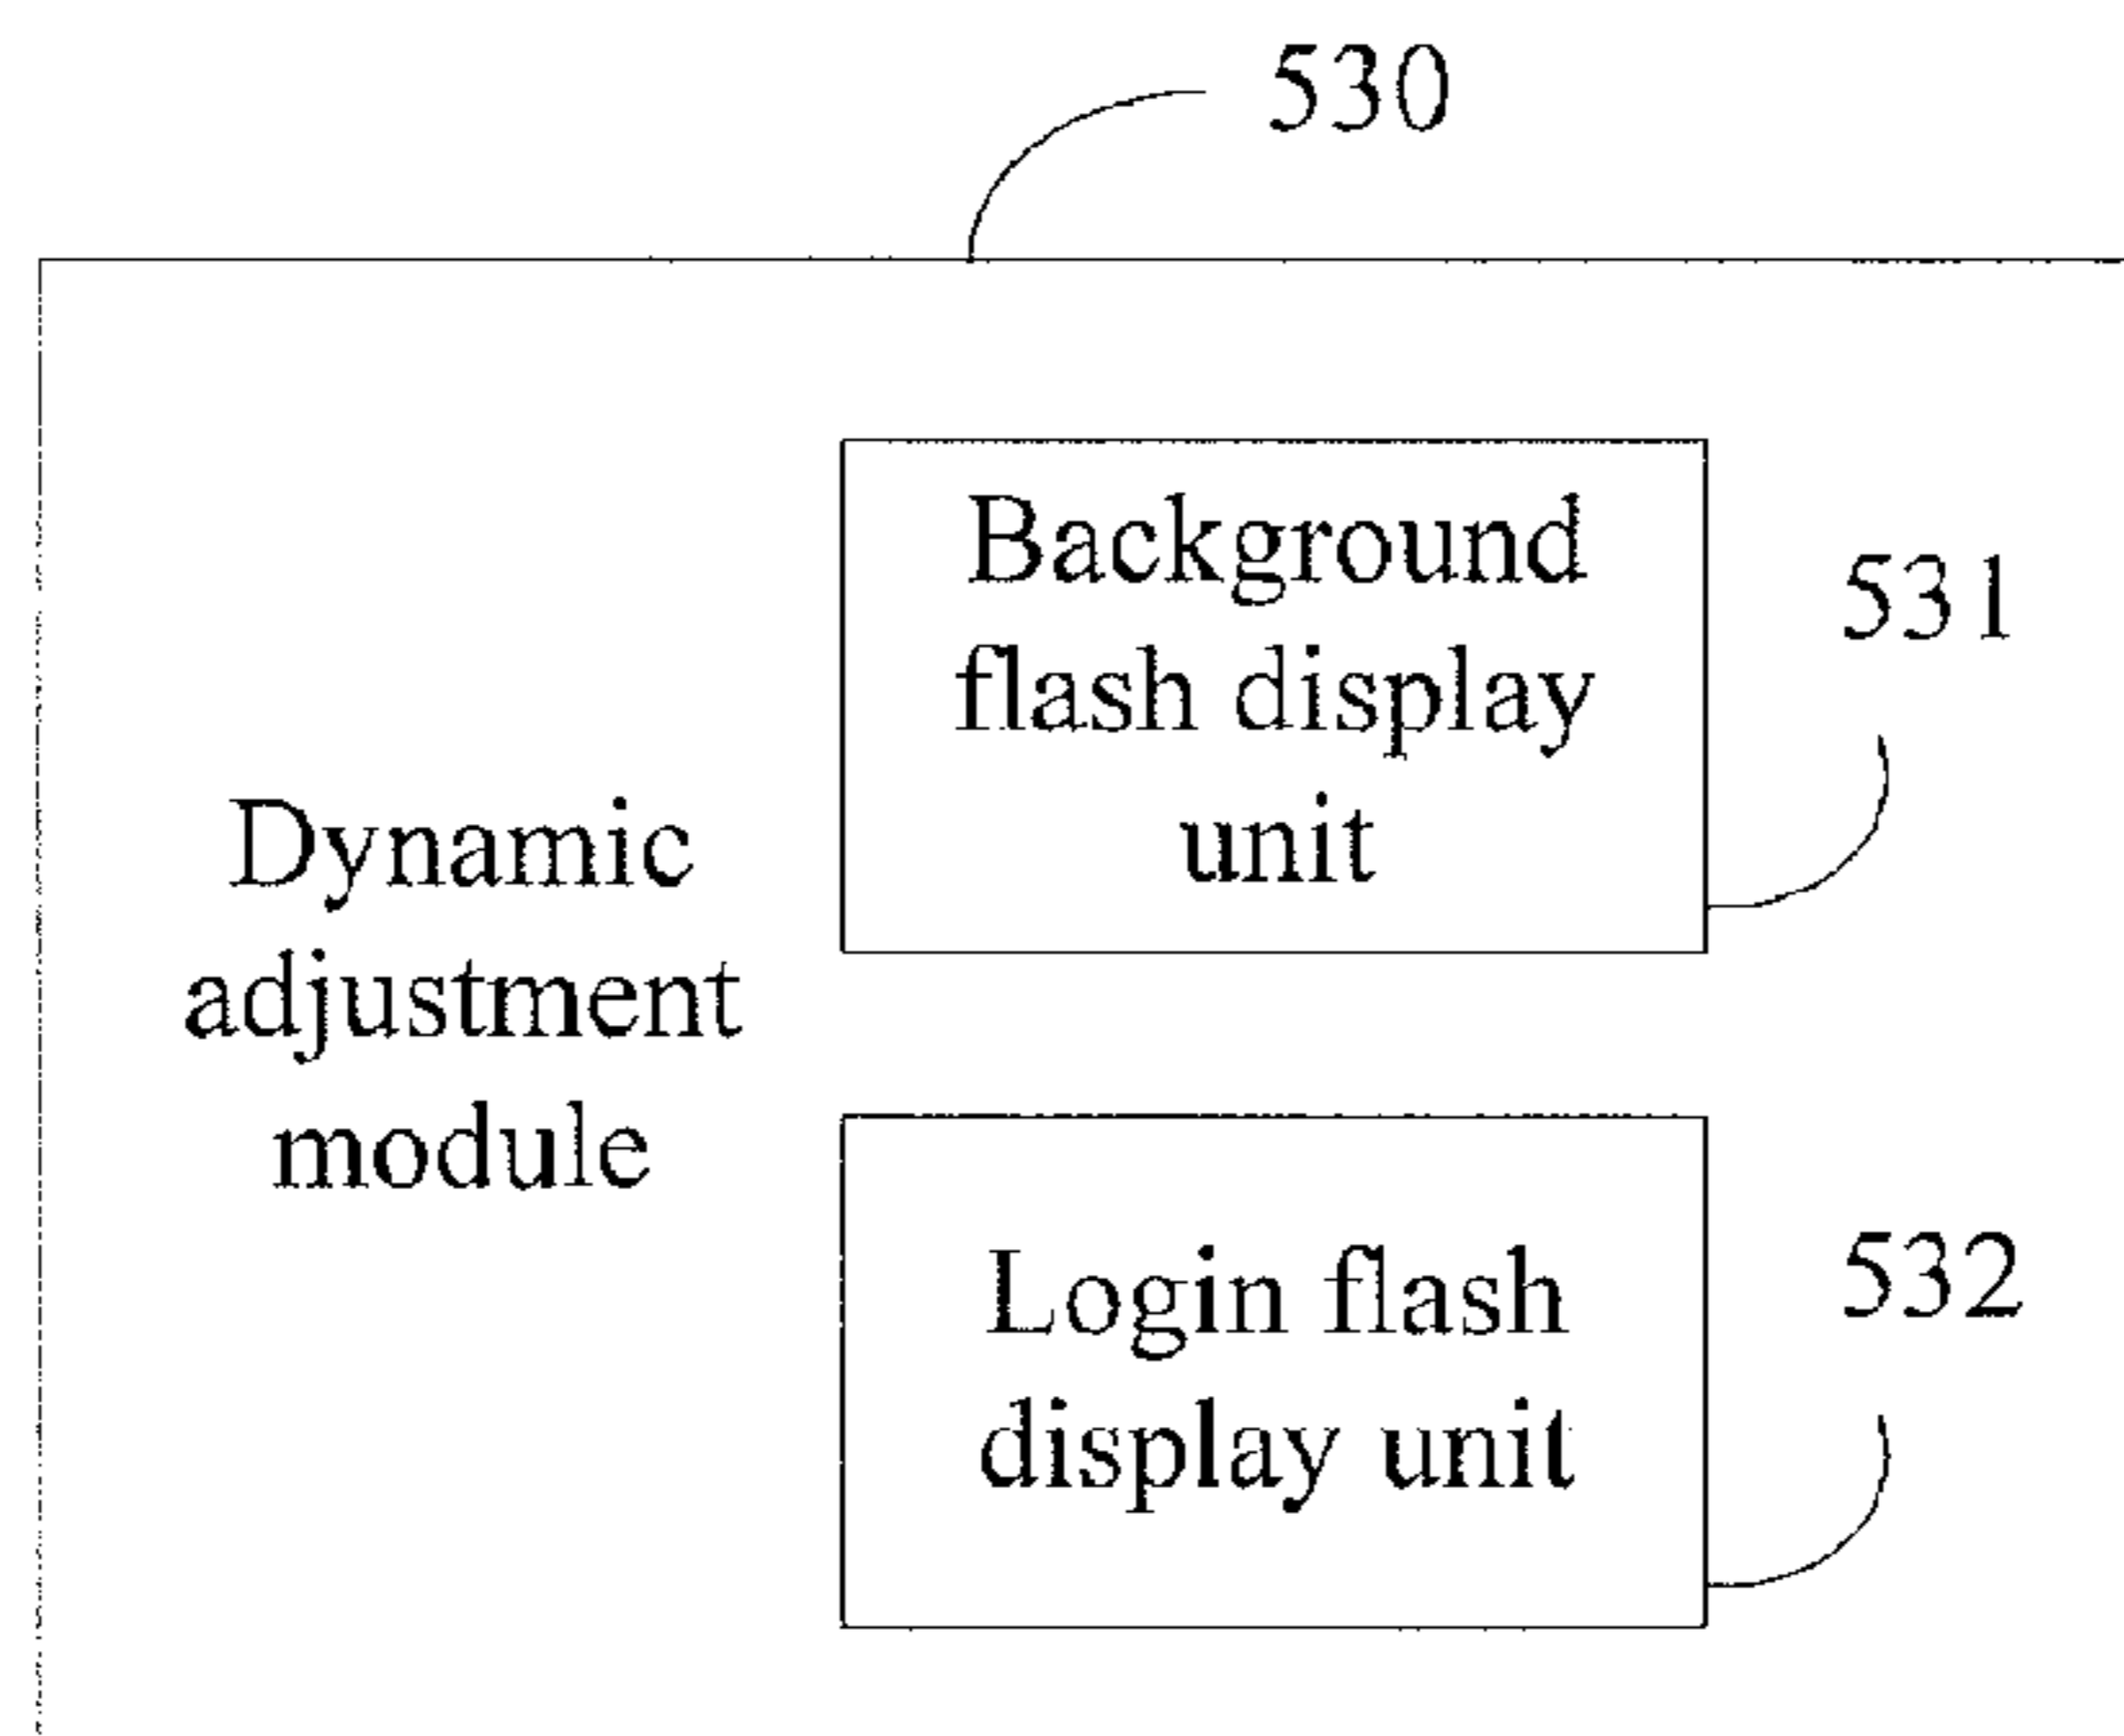 530
Background
flash display
unit
531
Dynamic
adjustment
module
Login flash
display unit
532